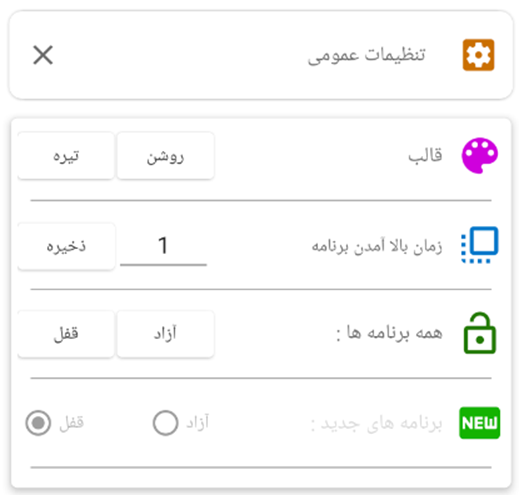 تنظیمات عمومی
قالب روشن تیره
زمان بالا آمدن برنامه 1 ذخیره
همه برنامه ها : آزاد قفل
NEW برنامه های جدید : آزاد قفل